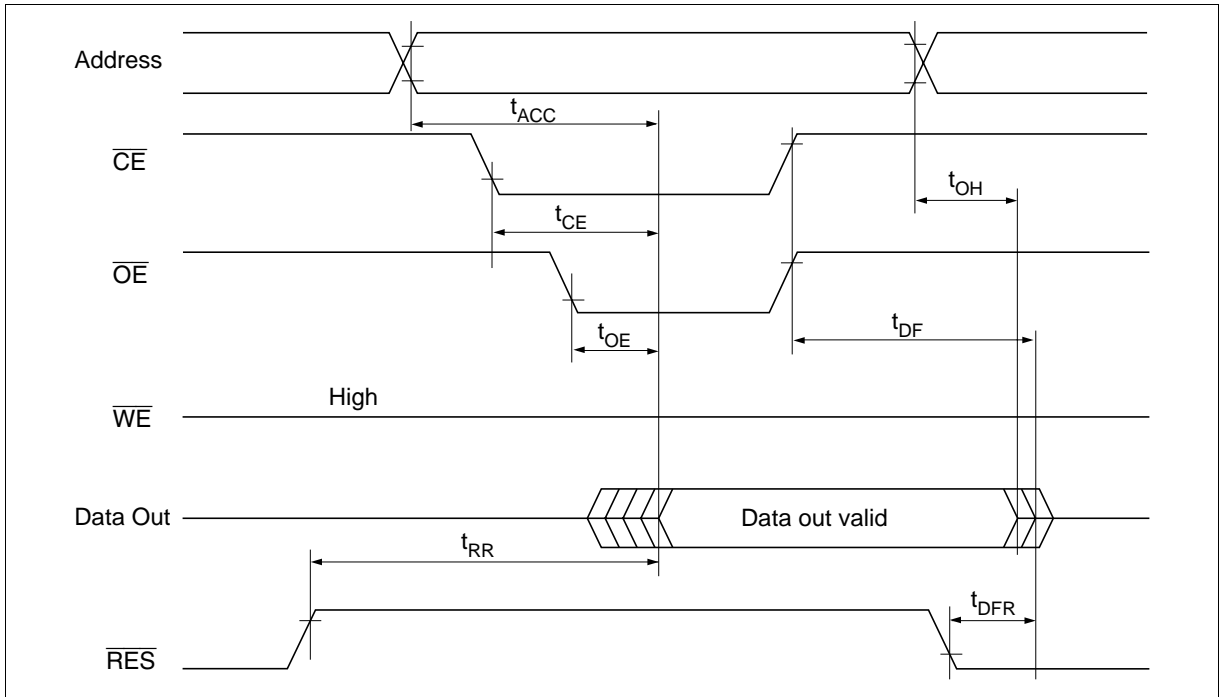 Address
tACC
CE
tOH
tCE
OE
tDF
tOE
High
WE
Data Out
Data out valid
tRR
tDFR
RES